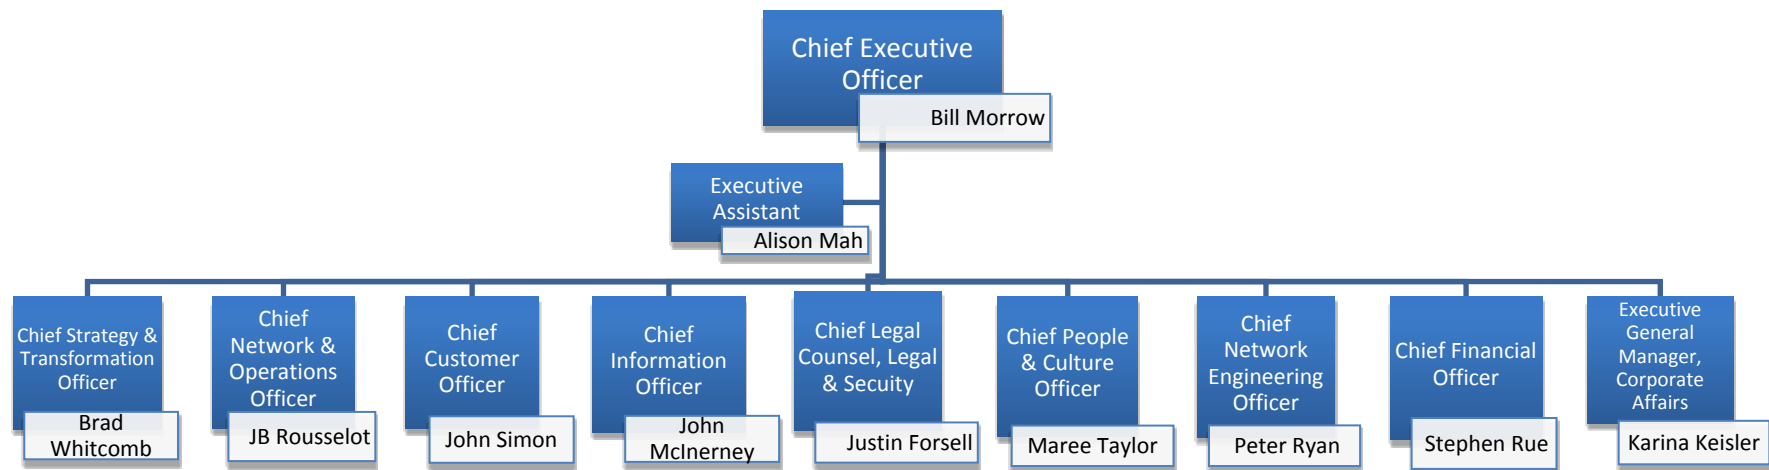 Chief Executive
Officer
Bill Morrow
Executive
Assistant
Alison Mah
Chief Strategy &
Transformation
Officer
Brad
Whitcomb
Chief
Network &
Operations
Officer
JB Rousselot
Chief
Customer
Officer
John Simon
Chief
Information
Officer
John
McInerney
Chief Legal
Counsel, Legal
& Secuity
Justin Forsell
Chief People
& Culture
Officer
Maree Taylor
Chief
Network
Engineering
Officer
Peter Ryan
Chief Financial
Officer
Stephen Rue
Executive
General
Manager,
Corporate
Affairs
Karina Keisler